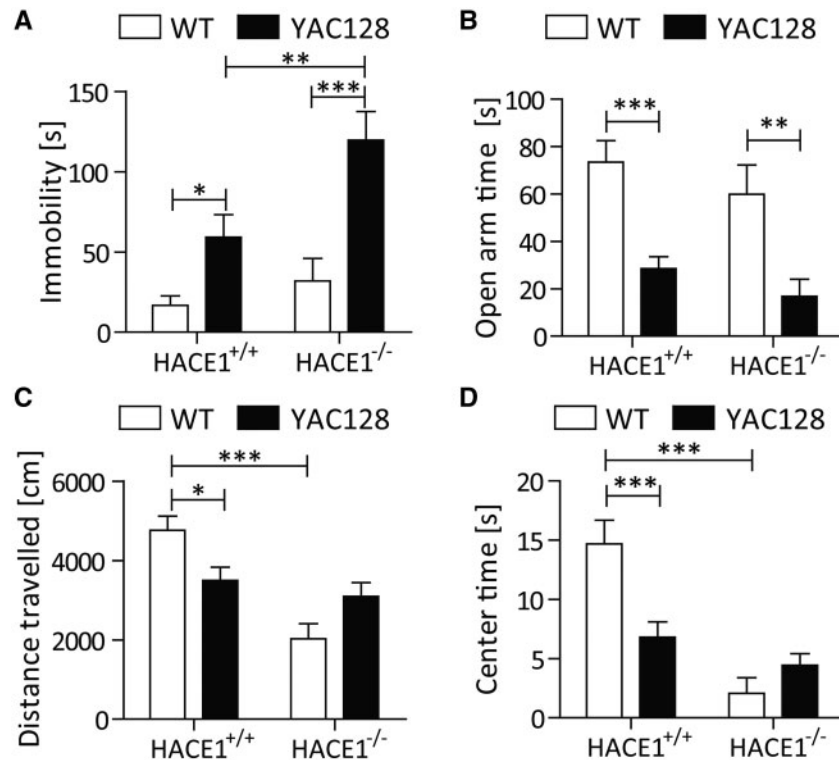 A
WT YAC128
**
***
*
Immobility [s]
150
100
50
0
HACE1+/+ HACE1-/-
B
WT YAC128
***
**
Open arm time [s]
100
80
60
40
20
0
HACE1+/+ HACE1-/-
C
WT YAC128
***
*
Distance travelled [cm]
6000
4000
2000
0
HACE1+/+ HACE1-/-
D
WT YAC128
***
***
Center time [s]
20
15
10
5
0
HACE1+/+ HACE1-/-